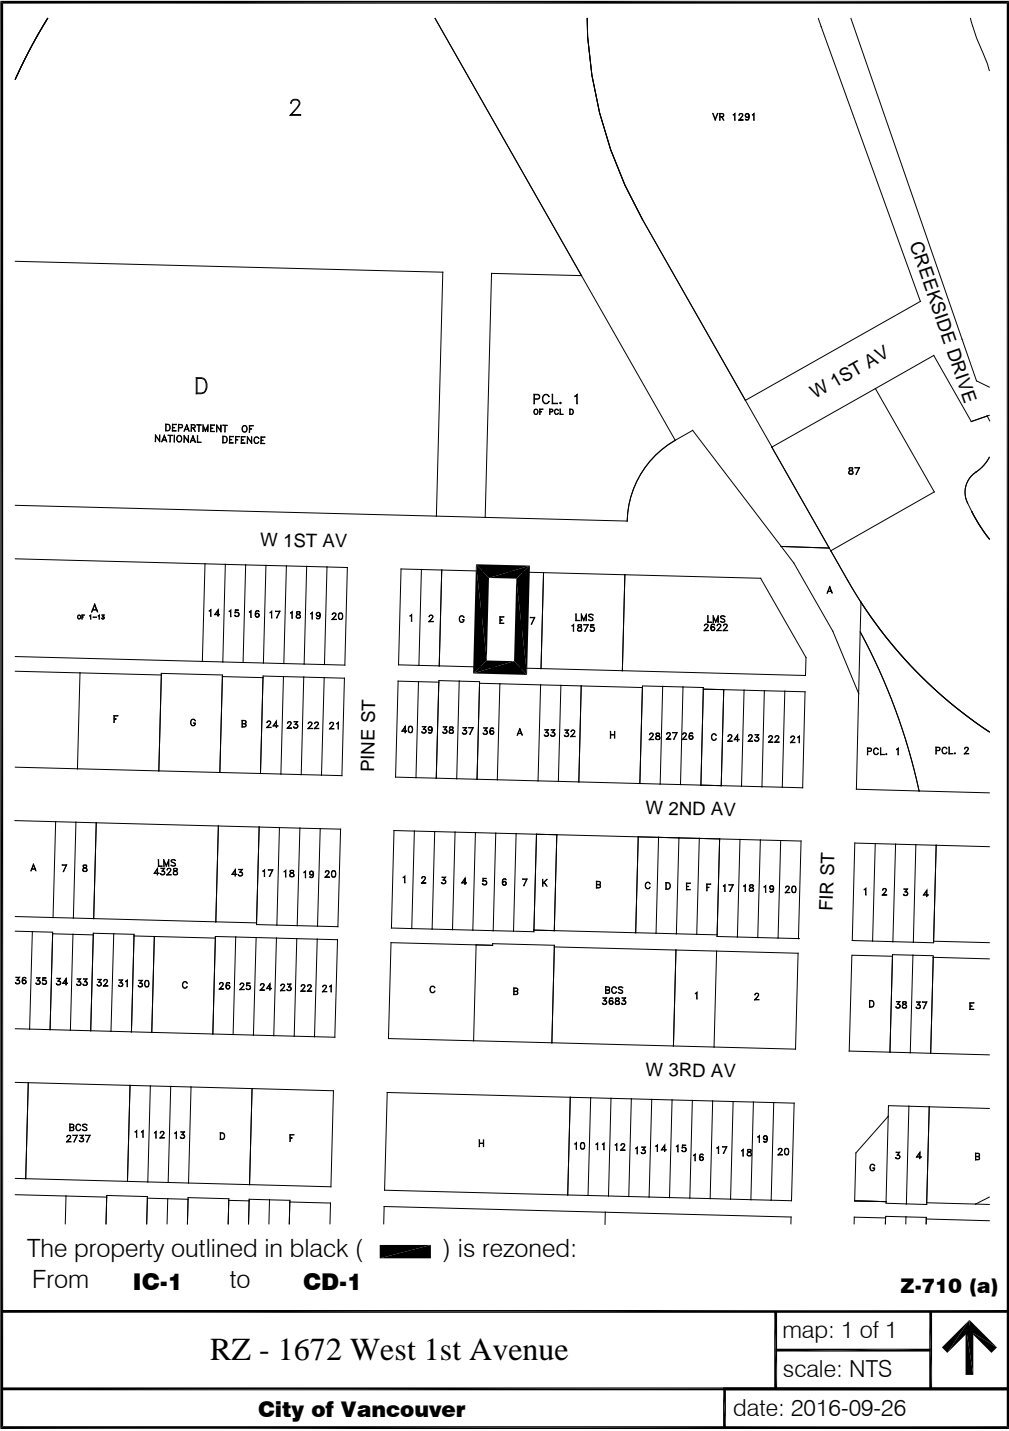 2
VR 1291
CREEKSIDE DRIVE
W 1ST AV
D
DEPARTMENT OF
NATIONAL DEFENCE
PCL. 1
OF PCL D
87
W 1ST AV
A
OF 1-13
14 15 16 17 18 19 20
1 2 G E 7
LMS
1875
LMS
2622
A
F G B 24 23 22 21
PINE ST
40 39 38 37 36 A 33 32 H 28 27 26 C 24 23 22 21
PCL. 1
PCL. 2
W 2ND AV
A 7 8
LMS
4328
43 17 18 19 20
1 2 3 4 5 6 7 K B C D E F 17 18 19 20
FIR ST
1 2 3 4
36 35 34 33 32 31 30 C 26 25 24 23 22 21
C B
BCS
3683
1 2
D 38 37 E
W 3RD AV
BCS
2737
11 12 13 D F
H 10 11 12 13 14 15 16 17 18 19 20
G 3 4 B
The property outlined in black ( ) is rezoned:
From IC-1 to CD-1
Z-710 (a)
RZ - 1672 West 1st Avenue
map: 1 of 1
scale: NTS
City of Vancouver
date: 2016-09-26